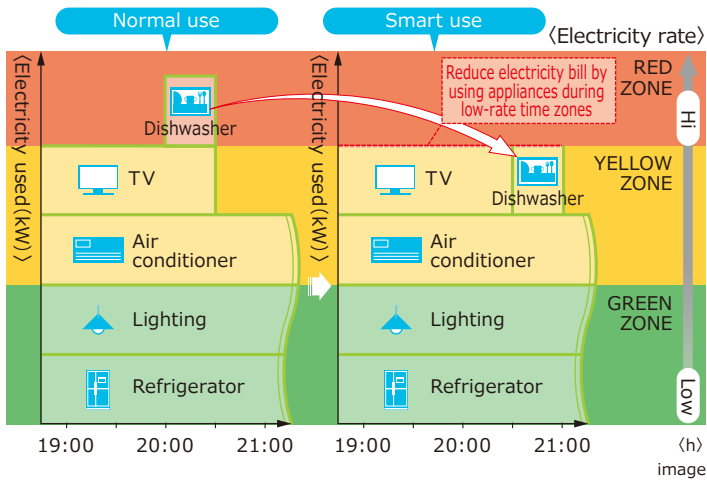 Normal use
Smart use
〈Electricity rate〉
〈Electricity used(kW)〉
Dishwasher
TV
Air
conditioner
Lighting
Refrigerator
19:00
20:00
21:00
〈Electricity used(kW)〉
Reduce electricity bill by
using appliances during
low-rate time zones
TV
Dishwasher
Air
conditioner
Lighting
Refrigerator
19:00
20:00
21:00
〈h〉
RED
ZONE
Hi
YELLOW
ZONE
GREEN
ZONE
Low
image